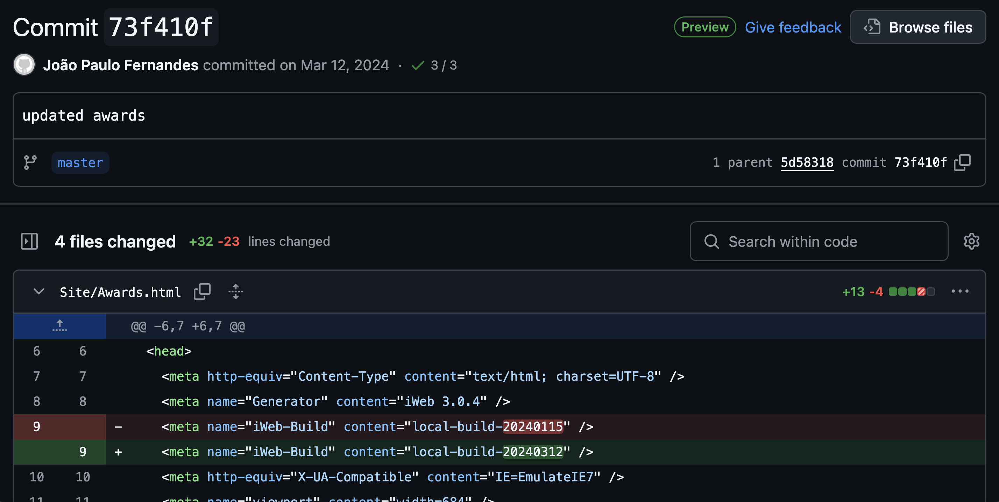 Commit 73f410f
Preview Give feedback Browse files
João Paulo Fernandes committed on Mar 12, 2024 · 3 / 3
updated awards
master
1 parent 5d58318 commit 73f410f
4 files changed +32 -23 lines changed
Search within code
Site/Awards.html
+13 -4
@@ -6,7 +6,7 @@
6 6 <head>
7 7 <meta http-equiv="Content-Type" content="text/html; charset=UTF-8" />
8 8 <meta name="Generator" content="iWeb 3.0.4" />
9 - <meta name="iWeb-Build" content="local-build-20240115" />
9 + <meta name="iWeb-Build" content="local-build-20240312" />
10 10 <meta http-equiv="X-UA-Compatible" content="IE=EmulateIE7" />
11 11 <meta name="viewport" content="width=684" />